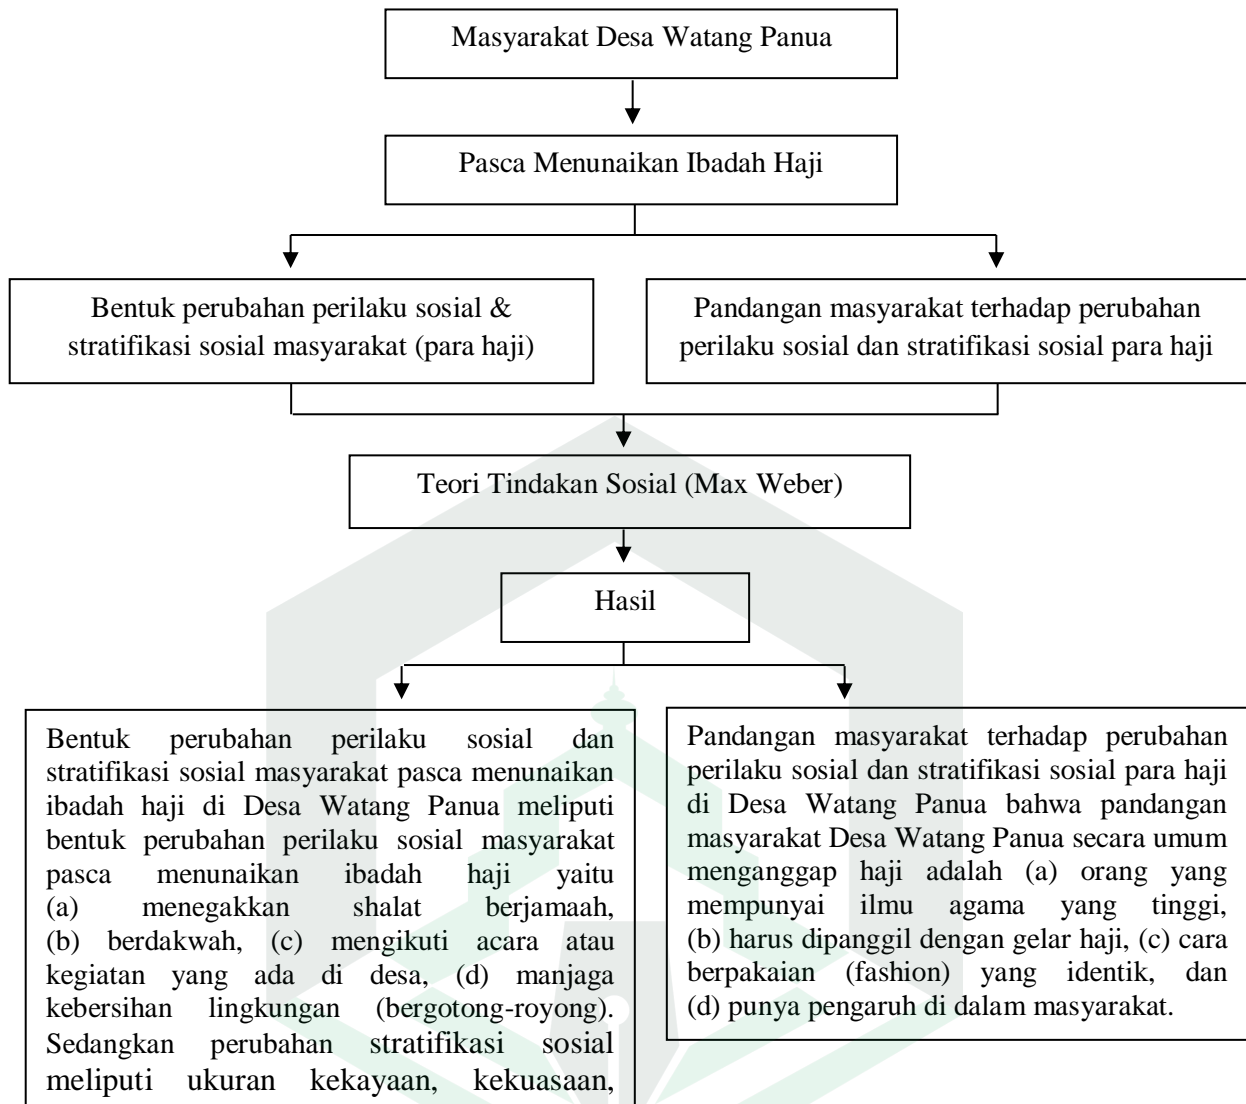 Masyarakat Desa Watang Panua
Pasca Menunaikan Ibadah Haji
Bentuk perubahan perilaku sosial &
stratifikasi sosial masyarakat (para haji)
Pandangan masyarakat terhadap perubahan
perilaku sosial dan stratifikasi sosial para haji
Teori Tindakan Sosial (Max Weber)
Hasil
Bentuk perubahan perilaku sosial dan
stratifikasi sosial masyarakat pasca menunaikan
ibadah haji di Desa Watang Panua meliputi
bentuk perubahan perilaku sosial masyarakat
pasca menunaikan ibadah haji yaitu
(a) menegakkan shalat berjamaah,
(b) berdakwah, (c) mengikuti acara atau
kegiatan yang ada di desa, (d) manjaga
kebersihan lingkungan (bergotong-royong).
Sedangkan perubahan stratifikasi sosial
meliputi ukuran kekayaan, kekuasaan,
Pandangan masyarakat terhadap perubahan
perilaku sosial dan stratifikasi sosial para haji
di Desa Watang Panua bahwa pandangan
masyarakat Desa Watang Panua secara umum
menganggap haji adalah (a) orang yang
mempunyai ilmu agama yang tinggi,
(b) harus dipanggil dengan gelar haji, (c) cara
berpakaian (fashion) yang identik, dan
(d) punya pengaruh di dalam masyarakat.